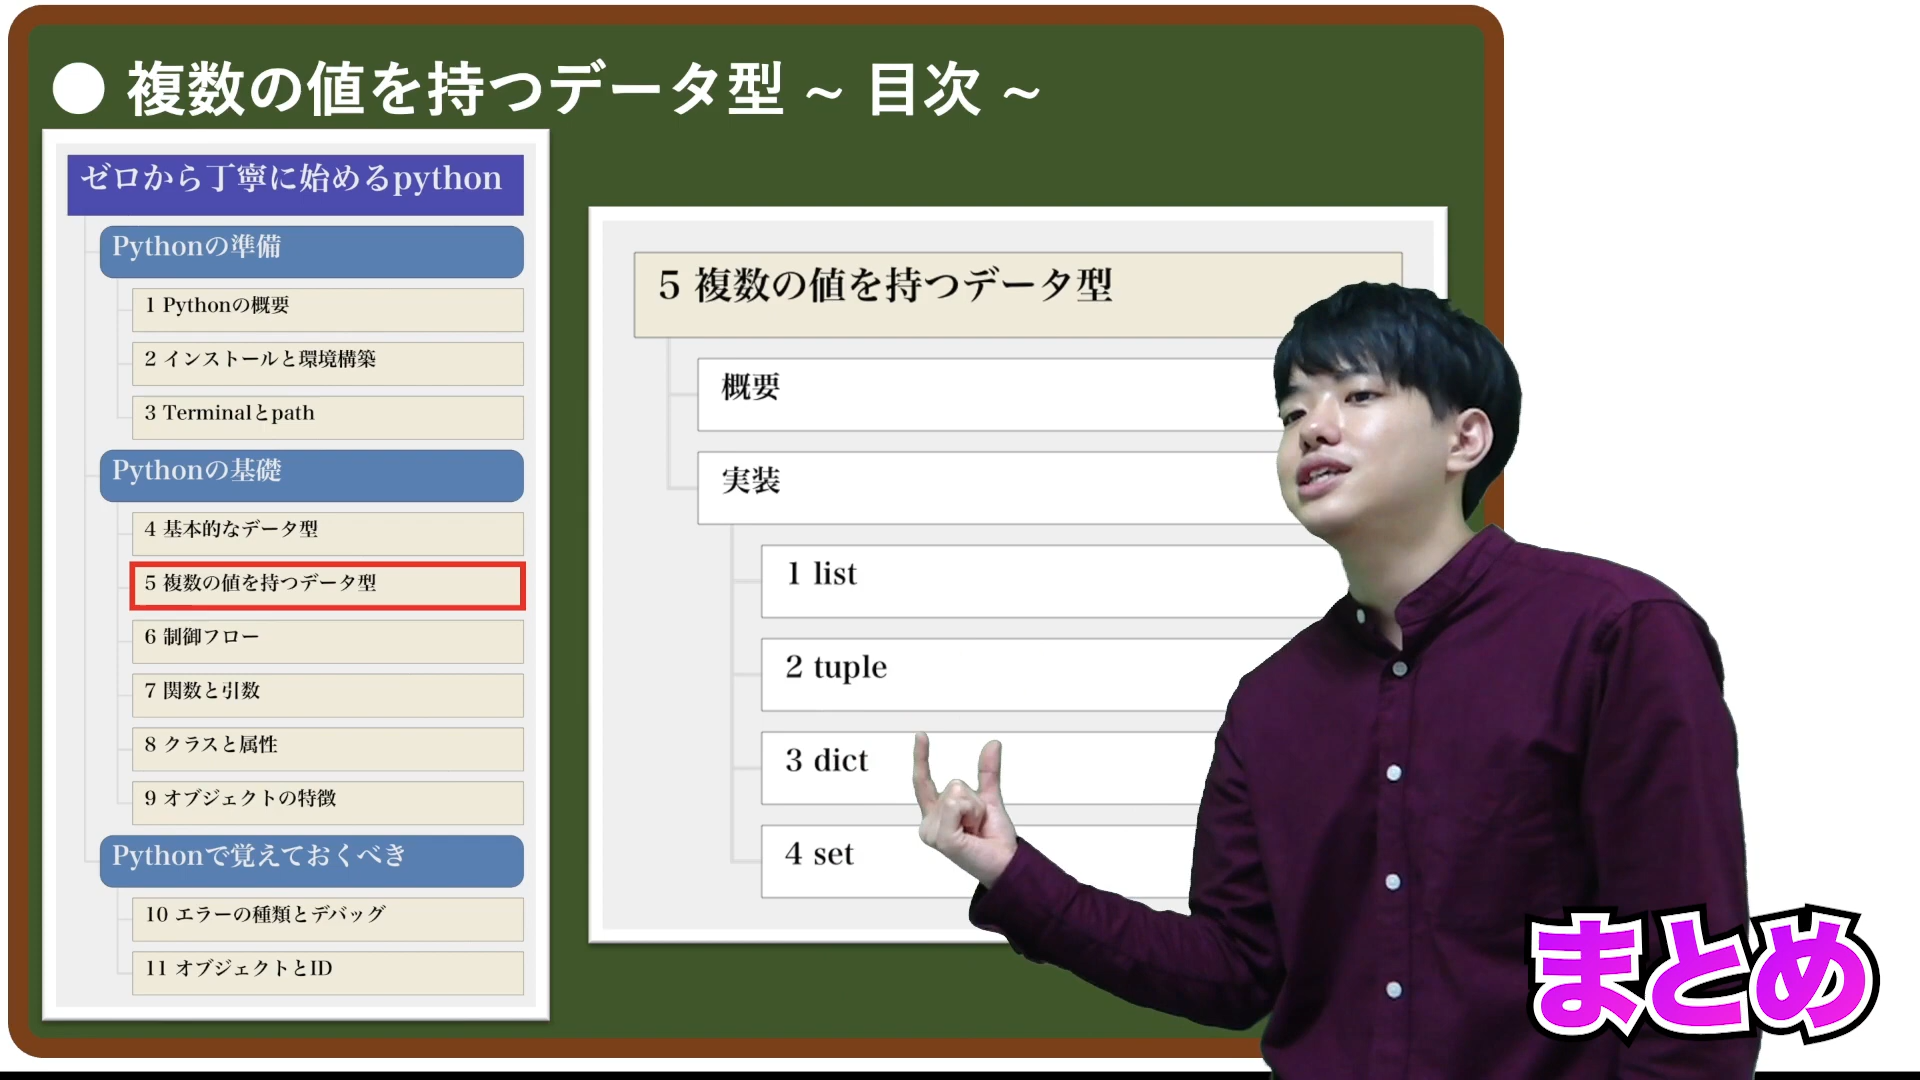 ● 複数の値を持つデータ型 ~ 目次 ~
ゼロから丁寧に始めるpython
Pythonの準備
1 Pythonの概要
2 インストールと環境構築
3 Terminalとpath
Pythonの基礎
4 基本的なデータ型
5 複数の値を持つデータ型
6 制御フロー
7 関数と引数
8 クラスと属性
9 オブジェクトの特徴
Pythonで覚えておくべき
10 エラーの種類とデバッグ
11 オブジェクトとID
5 複数の値を持つデータ型
概要
実装
1 list
2 tuple
3 dict
4 set
まとめ